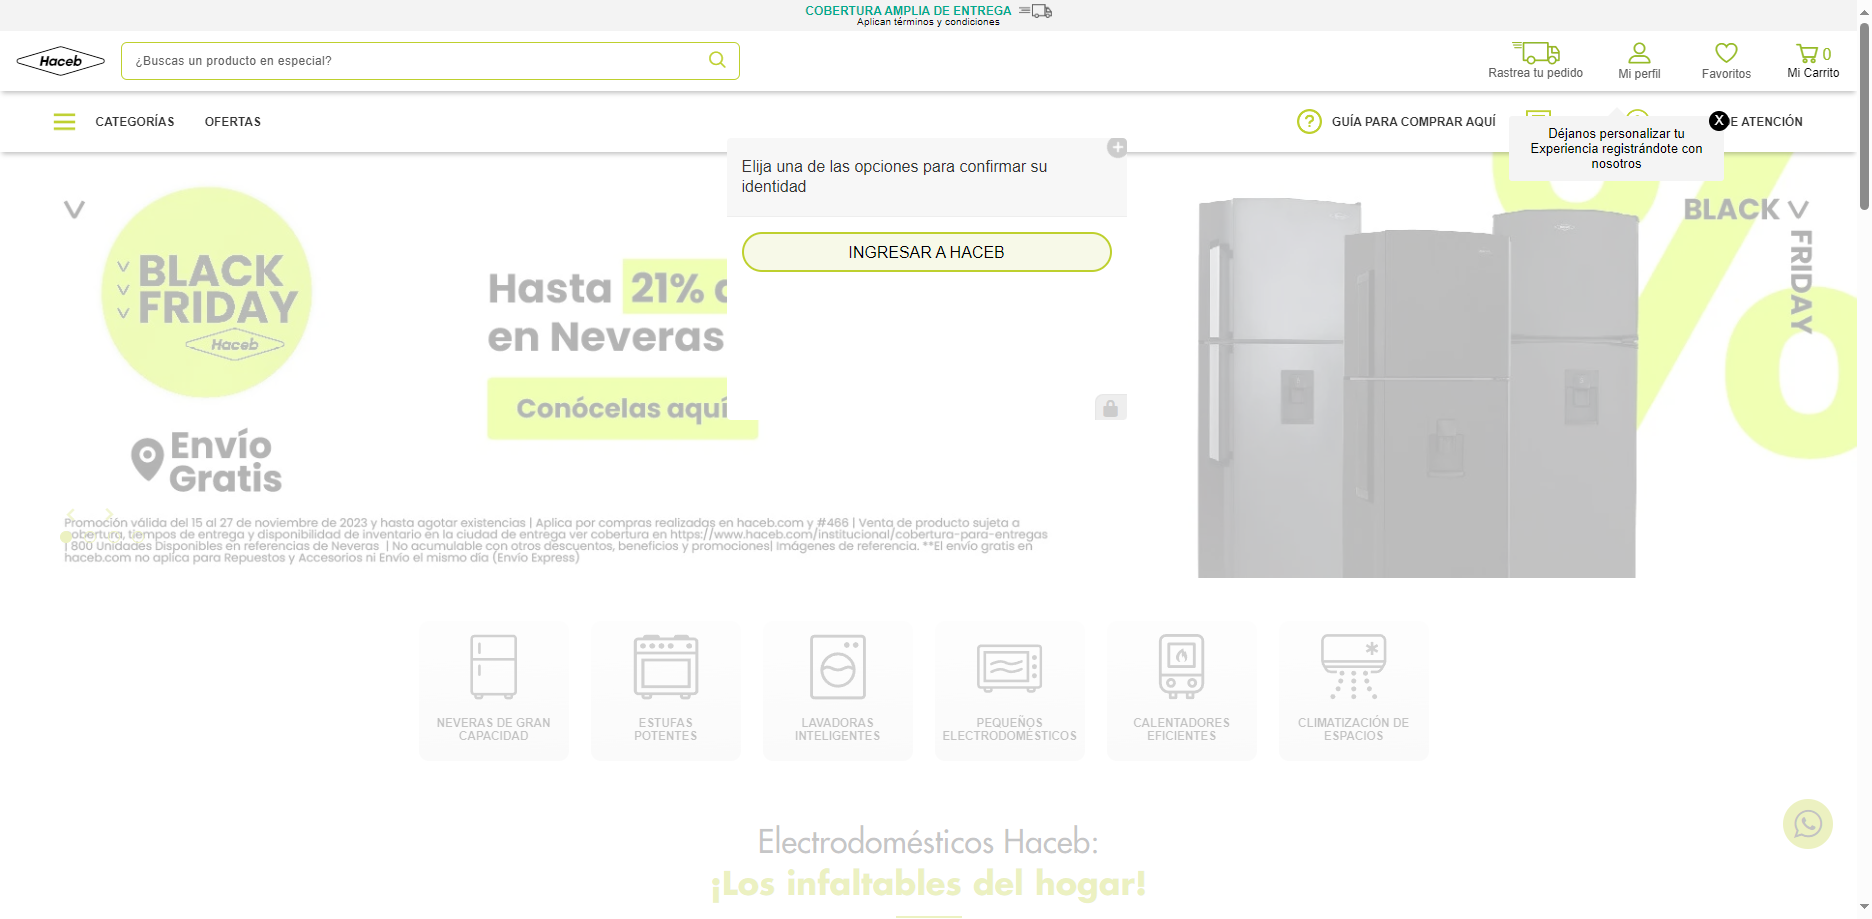 COBERTURA AMPLIA DE ENTREGA
Aplican términos y condiciones
Haceb
¿Buscas un producto en especial?
Rastrea tu pedido
Mi perfil
Favoritos
0
Mi Carrito
CATEGORÍAS
OFERTAS
GUÍA PARA COMPRAR AQUÍ
X
E ATENCIÓN
Déjanos personalizar tu
Experiencia registrándote con
nosotros
Elija una de las opciones para confirmar su
identidad
INGRESAR A HACEB
BLACK
FRIDAY
Haceb
Envío
Gratis
Hasta 21%
en Neveras
Conócelas aquí
BLACK
FRIDAY
Promoción válida del 15 al 27 de noviembre de 2023 y hasta agotar existencias | Aplica por compras realizadas en haceb.com y #466 | Venta de producto sujeta a
cobertura, tiempos de entrega y disponibilidad de inventario en la ciudad de entrega ver cobertura en https://www.haceb.com/institucional/cobertura-para-entregas
| 800 Unidades Disponibles en referencias de Neveras | No acumulable con otros descuentos, beneficios y promociones| Imágenes de referencia. **El envío gratis en
haceb.com no aplica para Repuestos y Accesorios ni Envío el mismo día (Envío Express)
NEVERAS DE GRAN
CAPACIDAD
ESTUFAS
POTENTES
LAVADORAS
INTELIGENTES
PEQUEÑOS
ELECTRODOMÉSTICOS
CALENTADORES
EFICIENTES
CLIMATIZACIÓN DE
ESPACIOS
Electrodomésticos Haceb:
¡Los infaltables del hogar!